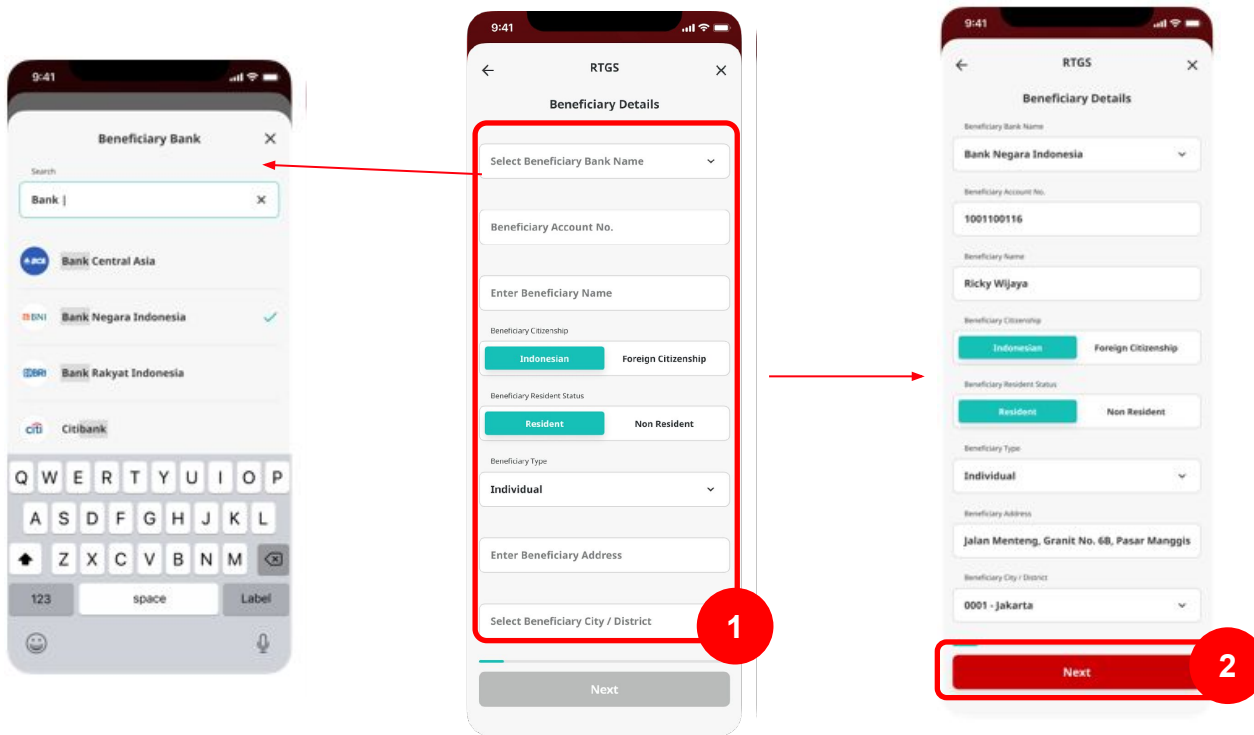 9:41
Beneficiary Bank
Search
Bank |
BCA
Bank Central Asia
BNI
Bank Negara Indonesia
BRI
Bank Rakyat Indonesia
citi
Citibank
Q W E R T Y U I O P
A S D F G H J K L
Z X C V B N M
123 space Label
9:41
RTGS
Beneficiary Details
Select Beneficiary Bank Name
Beneficiary Account No.
Enter Beneficiary Name
Beneficiary Citizenship
Indonesian Foreign Citizenship
Beneficiary Resident Status
Resident Non Resident
Beneficiary Type
Individual
Enter Beneficiary Address
Select Beneficiary City / District
1
Next
9:41
RTGS
Beneficiary Details
Beneficiary Bank Name
Bank Negara Indonesia
Beneficiary Account No.
1001100116
Beneficiary Name
Ricky Wijaya
Beneficiary Citizenship
Indonesian Foreign Citizenship
Beneficiary Resident Status
Resident Non Resident
Beneficiary Type
Individual
Beneficiary Address
Jalan Menteng, Granit No. 6B, Pasar Manggis
Beneficiary City / District
0001 - Jakarta
Next
2